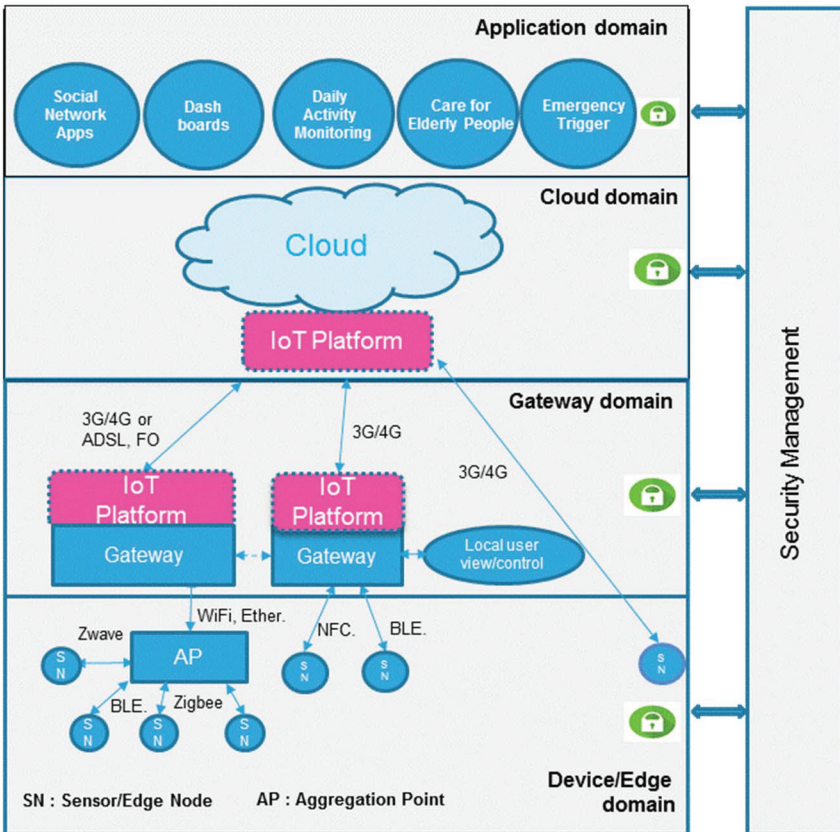 Application domain
Social
Network
Apps
Dash
boards
Daily
Activity
Monitoring
Care for
Elderly People
Emergency
Trigger
Cloud domain
Cloud
IoT Platform
Gateway domain
3G/4G or
ADSL, FO
3G/4G
3G/4G
IoT
Platform
Gateway
IoT
Platform
Gateway
Local user
view/control
WiFi, Ether.
Zwave
AP
NFC.
BLE.
S
N
S
N
S
N
S
N
BLE.
Zigbee
S
N
S
N
S
N
Device/Edge
domain
SN : Sensor/Edge Node
AP : Aggregation Point
Security Management